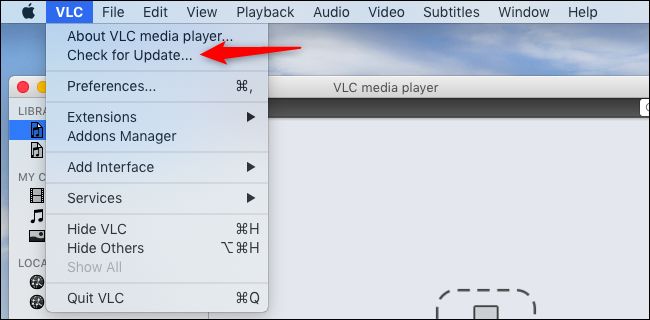 VLC File Edit View Playback Audio Video Subtitles Window Help
About VLC media player...
Check for Update...
VLC media player
Preferences... ⌘,
LIBRA
Extensions
Addons Manager
Add Interface
MY C
Services
Hide VLC ⌘H
Hide Others ⌥⌘H
LOCA
Show All
Quit VLC ⌘Q